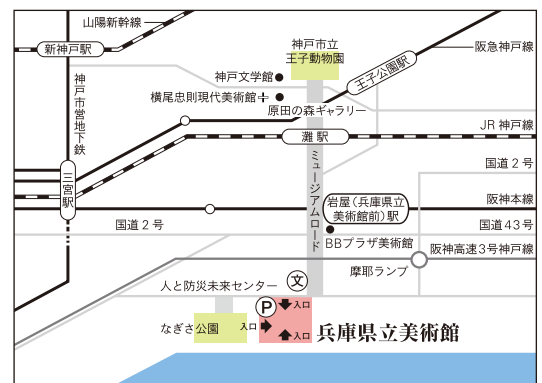 山陽新幹線
新神戸駅
神戸市立
王子動物園
阪急神戸線
神戸文学館
王子公園駅
横尾忠則現代美術館
原田の森ギャラリー
神戸市営地下鉄
JR 神戸線
灘 駅
国道 2 号
三宮駅
ミュージアムロード
岩屋（兵庫県立
美術館前）駅
阪神本線
国道 2 号
国道 43号
BBプラザ美術館
阪神高速3号神戸線
摩耶ランプ
人と防災未来センター
文
P
入口
なぎさ公園
入口
入口
兵庫県立美術館